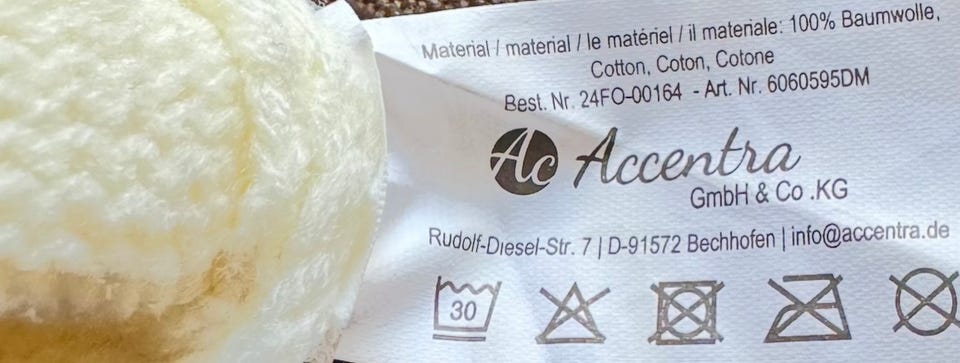 Material / material / le matériel / il materiale: 100% Baumwolle,
Cotton, Coton, Cotone
Best. Nr. 24FO-00164 - Art. Nr. 6060595DM
Ac Accentra
GmbH & Co .KG
Rudolf-Diesel-Str. 7 | D-91572 Bechhofen | info@accentra.de
30